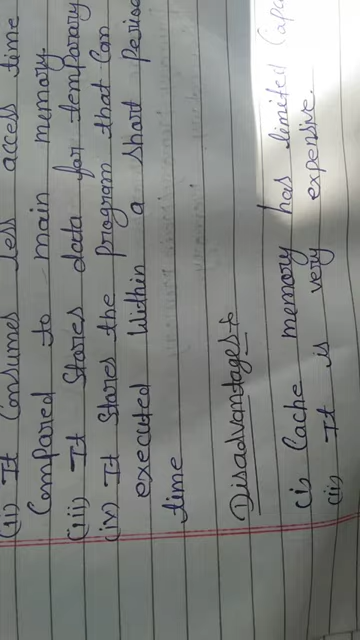 (ii) It Consumes less access time
Compared to main memory.
(iii) It Stores data for temporary
(iv) It Stores the Program that Can
executed Within a short Period
time
Disadvantages :-
(i) Cache memory has limited Capa
(ii) It is very expensive.